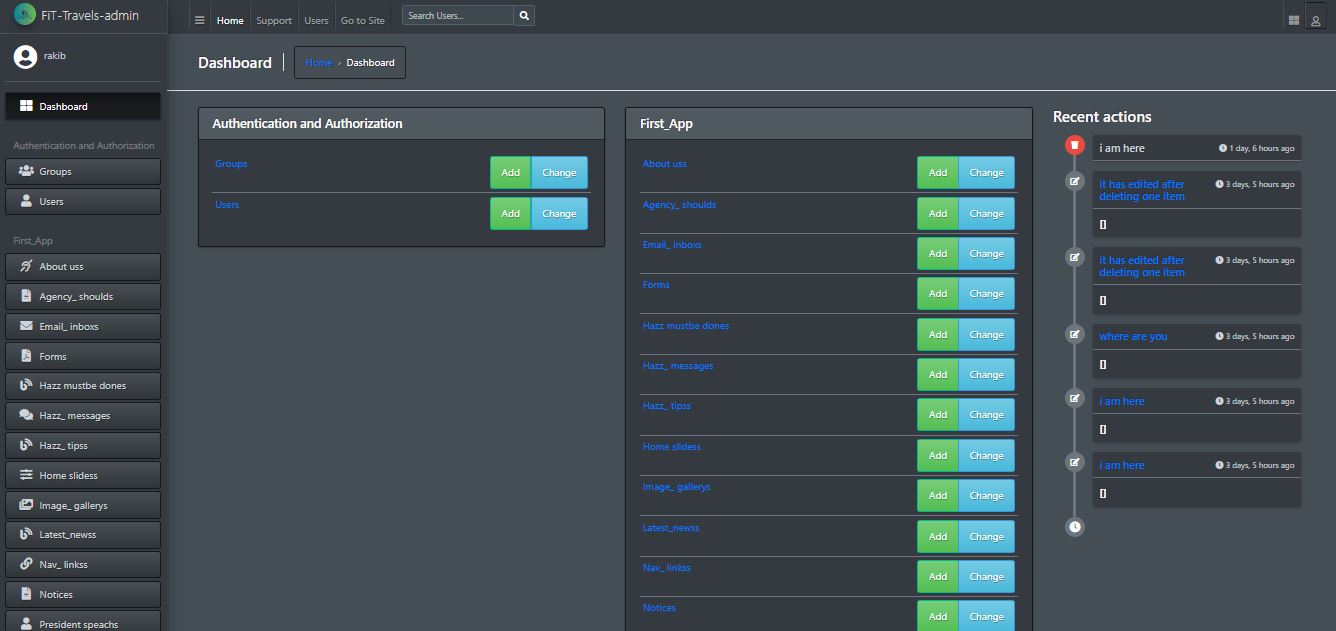 FiT-Travels-admin
Home
Support
Users
Go to Site
Search Users...
rakib
Dashboard
Authentication and Authorization
Groups
Users
First_App
About uss
Agency_ shoulds
Email_ inboxs
Forms
Hazz mustbe dones
Hazz_ messages
Hazz_ tipss
Home slidess
Image_ gallerys
Latest_newss
Nav_ linkss
Notices
President speachs
Dashboard
Home › Dashboard
Authentication and Authorization
Groups Add Change
Users Add Change
First_App
About uss Add Change
Agency_ shoulds Add Change
Email_ inboxs Add Change
Forms Add Change
Hazz mustbe dones Add Change
Hazz_ messages Add Change
Hazz_ tipss Add Change
Home slidess Add Change
Image_ gallerys Add Change
Latest_newss Add Change
Nav_ linkss Add Change
Notices Add Change
Recent actions
i am here 1 day, 6 hours ago
it has edited after 3 days, 5 hours ago
deleting one item
[]
it has edited after 3 days, 5 hours ago
deleting one item
[]
where are you 3 days, 5 hours ago
[]
i am here 3 days, 5 hours ago
[]
i am here 3 days, 5 hours ago
[]